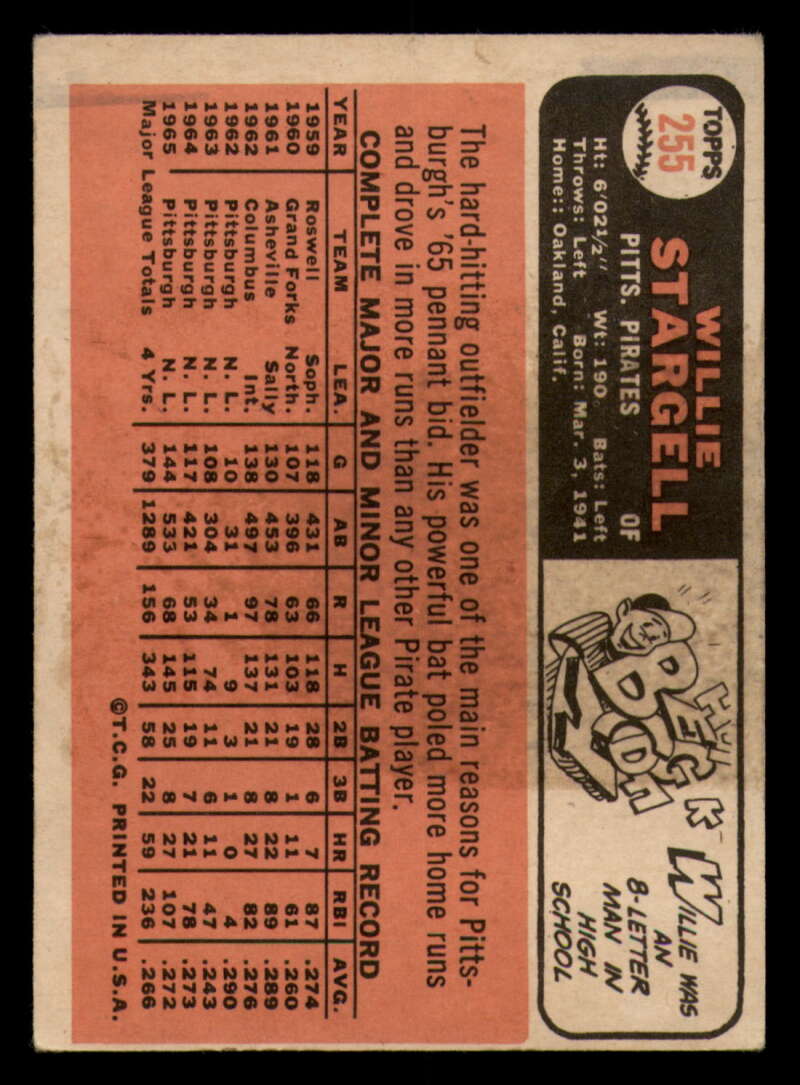 TOPPS
255
WILLIE
STARGELL
PITTS. PIRATES OF
Ht: 6'02½" Wt: 190 Bats: Left
Throws: Left Born: Mar. 3, 1941
Home:: Oakland, Calif.
WILLIE WAS
AN
8-LETTER
MAN IN
HIGH
SCHOOL
The hard-hitting outfielder was one of the main reasons for Pitts-
burgh's '65 pennant bid. His powerful bat poled more home runs
and drove in more runs than any other Pirate player.
COMPLETE MAJOR AND MINOR LEAGUE BATTING RECORD
YEAR TEAM LEA. G AB R H 2B 3B HR RBI AVG.
1959 Roswell Soph. 118 431 66 118 28 6 7 87 .274
1960 Grand Forks North. 107 396 63 103 19 1 11 61 .260
1961 Asheville Sally 130 453 78 131 21 8 22 89 .289
1962 Columbus Int. 138 497 97 137 21 8 27 82 .276
1962 Pittsburgh N. L. 10 31 1 9 3 1 0 4 .290
1963 Pittsburgh N. L. 108 304 34 74 11 6 11 47 .243
1964 Pittsburgh N. L. 117 421 53 115 19 7 21 78 .273
1965 Pittsburgh N. L. 144 533 68 145 25 8 27 107 .272
Major League Totals 4 Yrs. 379 1289 156 343 58 22 59 236 .266
©T.C.G. PRINTED IN U.S.A.